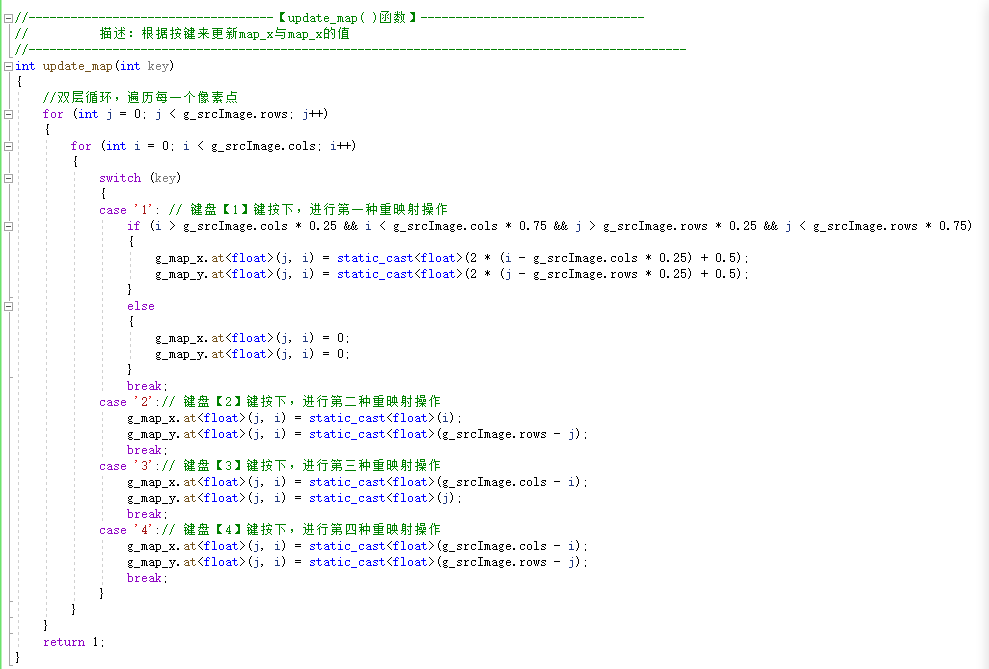 //-----------------------------------【update_map( )函数】--------------------------------
//          描述：根据按键来更新map_x与map_x的值
//----------------------------------------------------------------------------------------------
int update_map(int key)
{
    //双层循环，遍历每一个像素点
    for (int j = 0; j < g_srcImage.rows; j++)
    {
        for (int i = 0; i < g_srcImage.cols; i++)
        {
            switch (key)
            {
            case '1': // 键盘【1】键按下，进行第一种重映射操作
                if (i > g_srcImage.cols * 0.25 && i < g_srcImage.cols * 0.75 && j > g_srcImage.rows * 0.25 && j < g_srcImage.rows * 0.75)
                {
                    g_map_x.at<float>(j, i) = static_cast<float>(2 * (i - g_srcImage.cols * 0.25) + 0.5);
                    g_map_y.at<float>(j, i) = static_cast<float>(2 * (j - g_srcImage.rows * 0.25) + 0.5);
                }
                else
                {
                    g_map_x.at<float>(j, i) = 0;
                    g_map_y.at<float>(j, i) = 0;
                }
                break;
            case '2':// 键盘【2】键按下，进行第二种重映射操作
                g_map_x.at<float>(j, i) = static_cast<float>(i);
                g_map_y.at<float>(j, i) = static_cast<float>(g_srcImage.rows - j);
                break;
            case '3':// 键盘【3】键按下，进行第三种重映射操作
                g_map_x.at<float>(j, i) = static_cast<float>(g_srcImage.cols - i);
                g_map_y.at<float>(j, i) = static_cast<float>(j);
                break;
            case '4':// 键盘【4】键按下，进行第四种重映射操作
                g_map_x.at<float>(j, i) = static_cast<float>(g_srcImage.cols - i);
                g_map_y.at<float>(j, i) = static_cast<float>(g_srcImage.rows - j);
                break;
            }
        }
    }
    return 1;
}